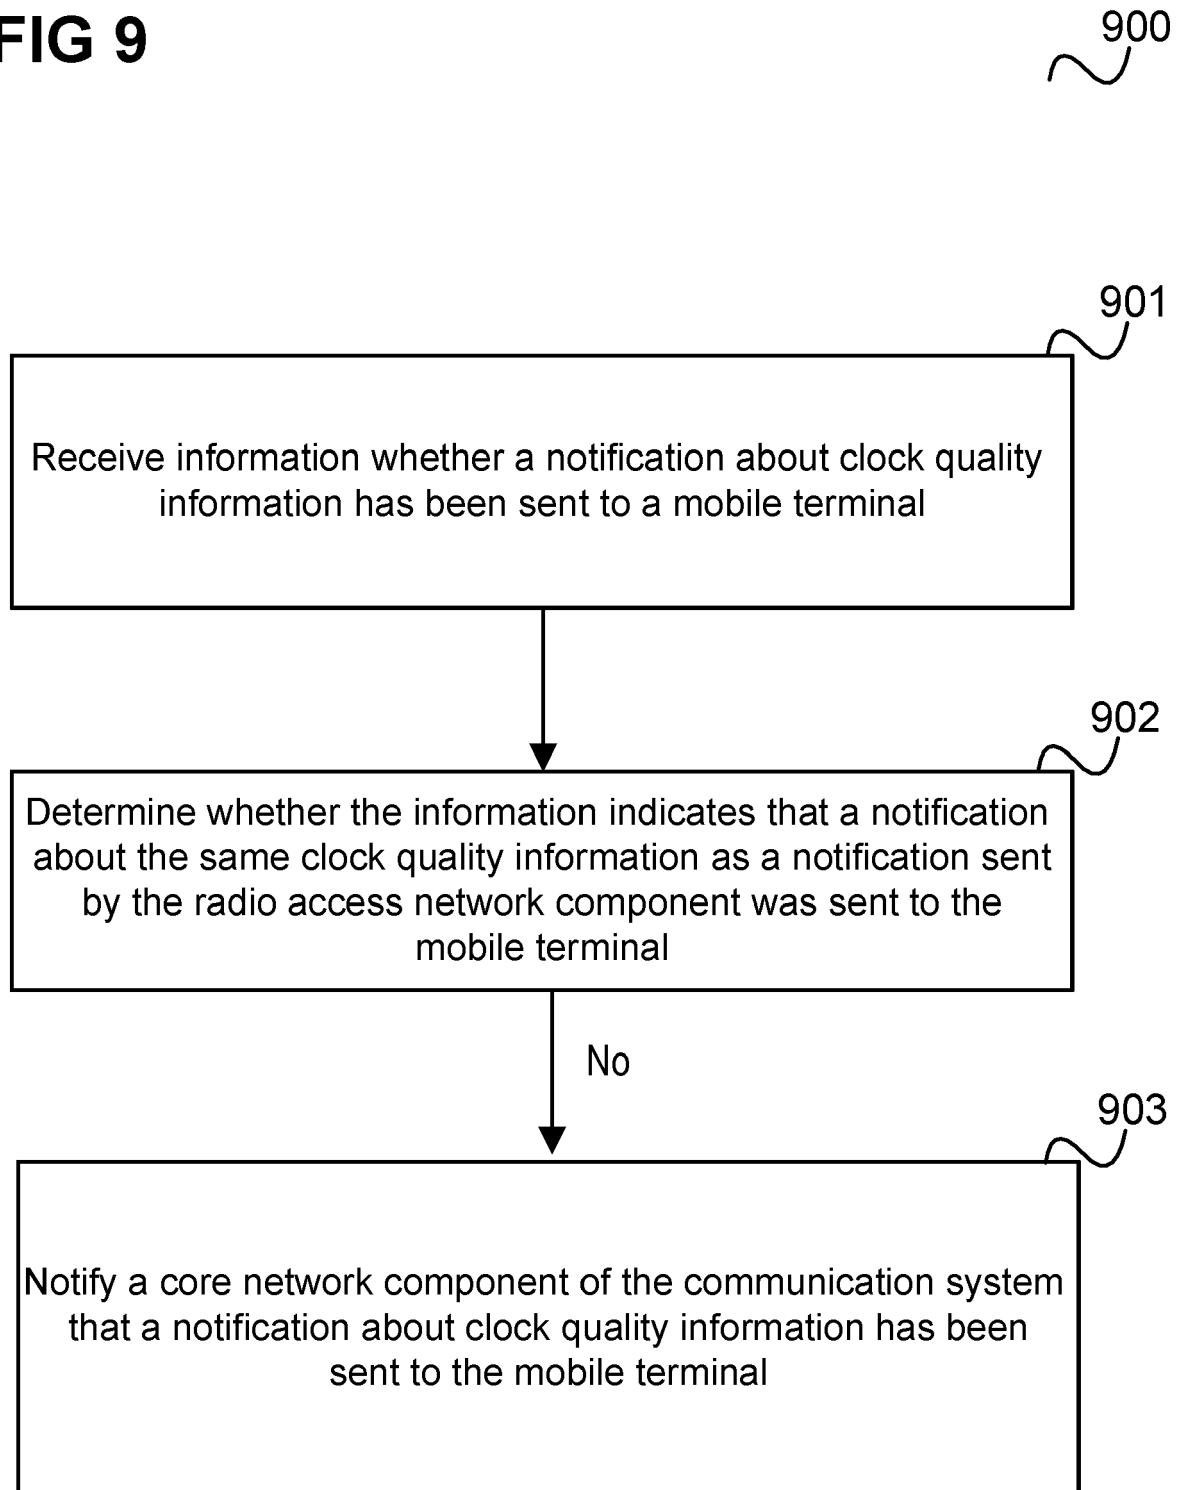 FIG 9
900
901
Receive information whether a notification about clock quality
information has been sent to a mobile terminal
902
Determine whether the information indicates that a notification
about the same clock quality information as a notification sent
by the radio access network component was sent to the
mobile terminal
No
903
Notify a core network component of the communication system
that a notification about clock quality information has been
sent to the mobile terminal